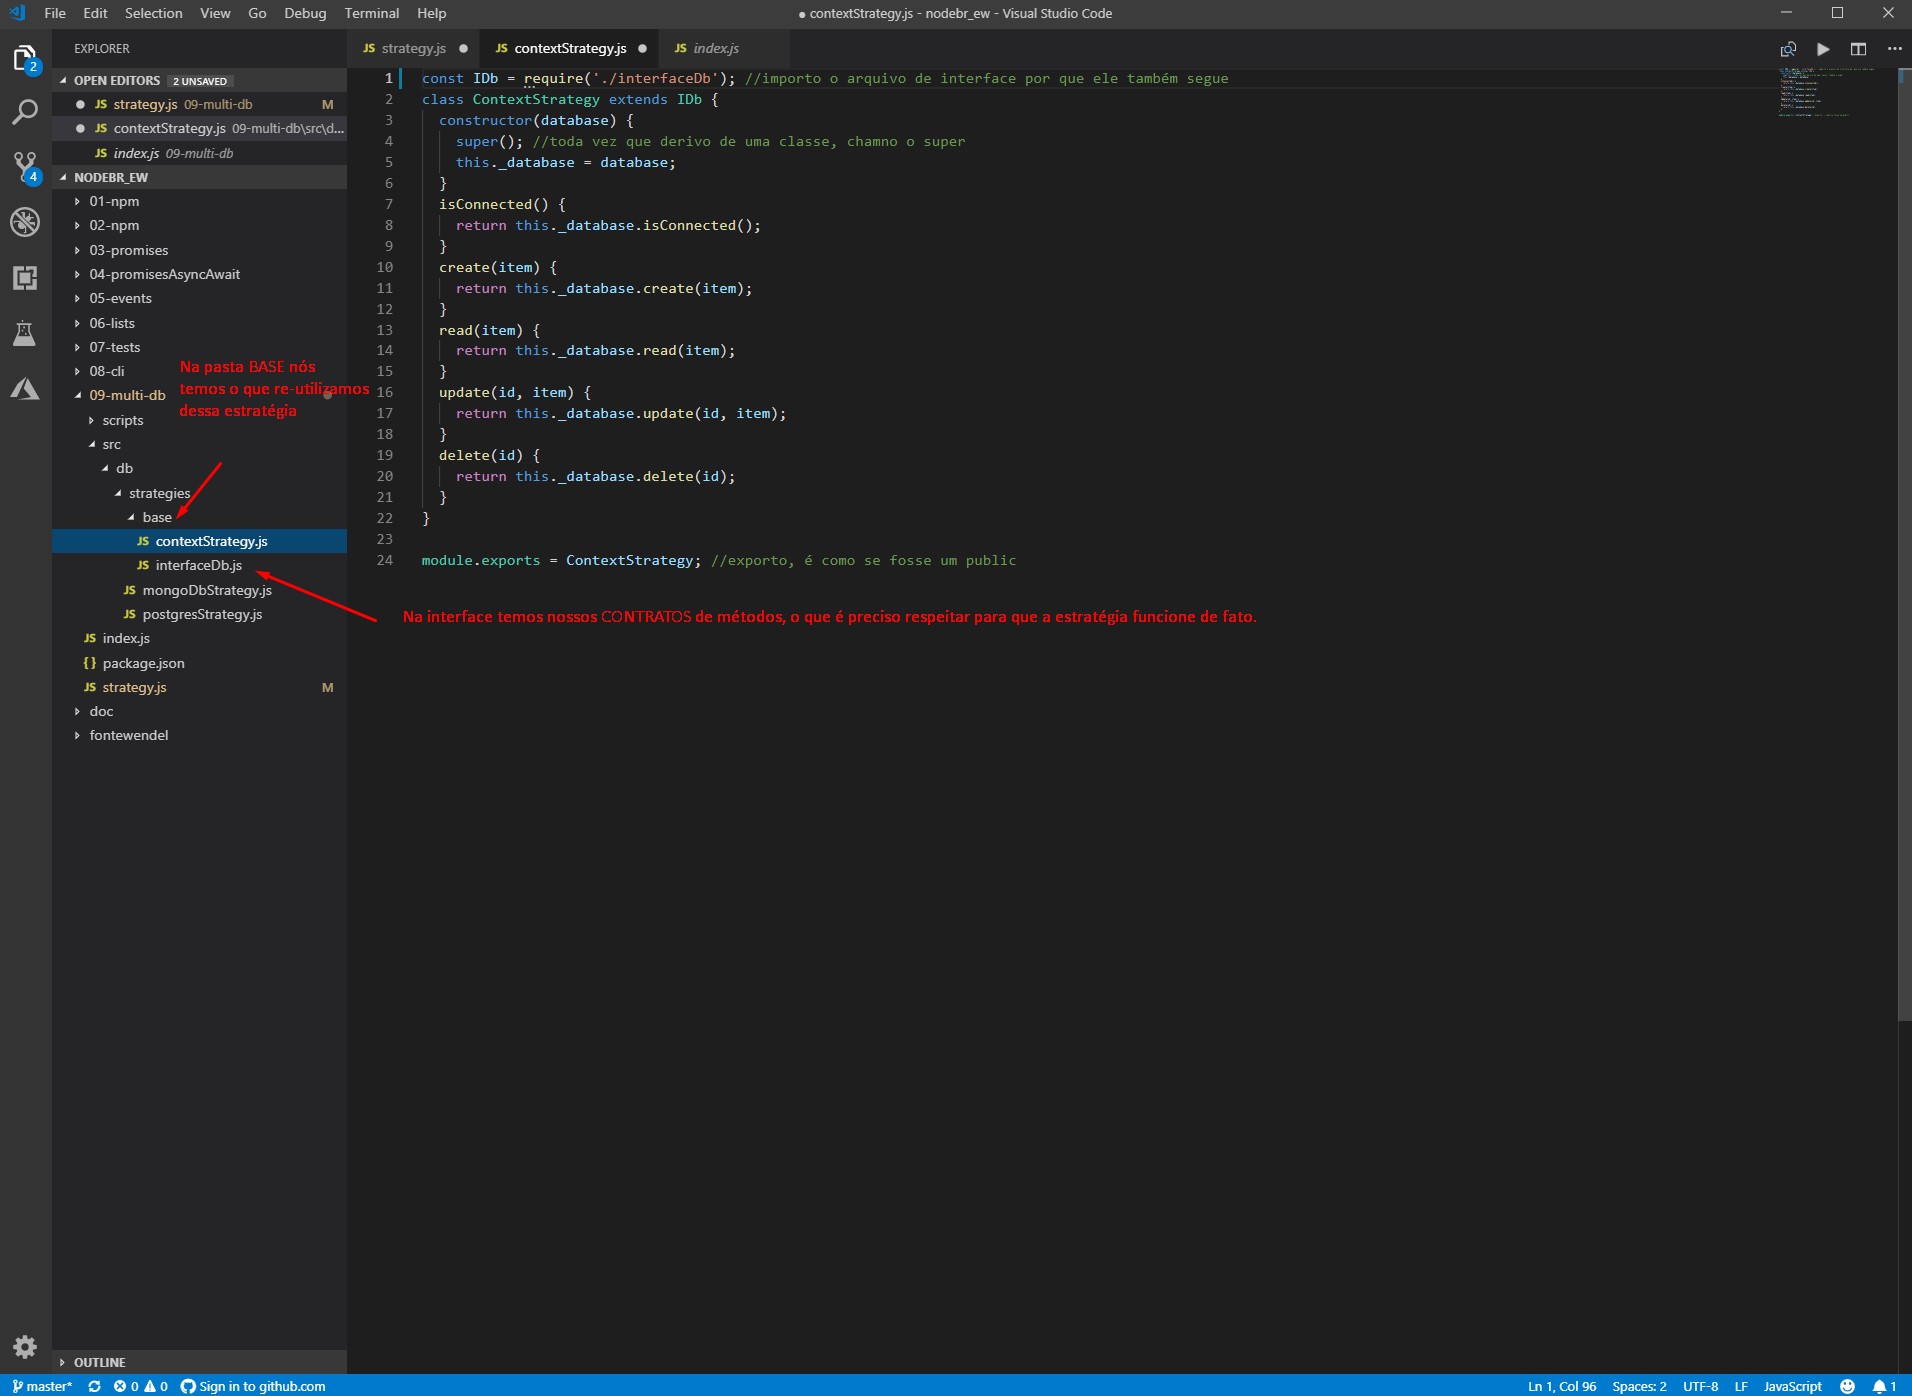 File Edit Selection View Go Debug Terminal Help
● contextStrategy.js - nodebr_ew - Visual Studio Code
EXPLORER
2
4
OPEN EDITORS 2 UNSAVED
JS strategy.js 09-multi-db M
JS contextStrategy.js 09-multi-db\src\d...
JS index.js 09-multi-db
NODEBR_EW
01-npm
02-npm
03-promises
04-promisesAsyncAwait
05-events
06-lists
07-tests
08-cli
09-multi-db
scripts
src
db
strategies
base
JS contextStrategy.js
JS interfaceDb.js
JS mongoDbStrategy.js
JS postgresStrategy.js
JS index.js
{} package.json
JS strategy.js M
doc
fontewendel
OUTLINE
Na pasta BASE nós
temos o que re-utilizamos
dessa estratégia
JS strategy.js ● JS contextStrategy.js ● JS index.js
1 const IDb = require('./interfaceDb'); //importo o arquivo de interface por que ele também segue
2 class ContextStrategy extends IDb {
3 constructor(database) {
4 super(); //toda vez que derivo de uma classe, chamno o super
5 this._database = database;
6 }
7 isConnected() {
8 return this._database.isConnected();
9 }
10 create(item) {
11 return this._database.create(item);
12 }
13 read(item) {
14 return this._database.read(item);
15 }
16 update(id, item) {
17 return this._database.update(id, item);
18 }
19 delete(id) {
20 return this._database.delete(id);
21 }
22 }
23
24 module.exports = ContextStrategy; //exporto, é como se fosse um public
Na interface temos nossos CONTRATOS de métodos, o que é preciso respeitar para que a estratégia funcione de fato.
master* 0 0 Sign in to github.com
Ln 1, Col 96 Spaces: 2 UTF-8 LF JavaScript 1